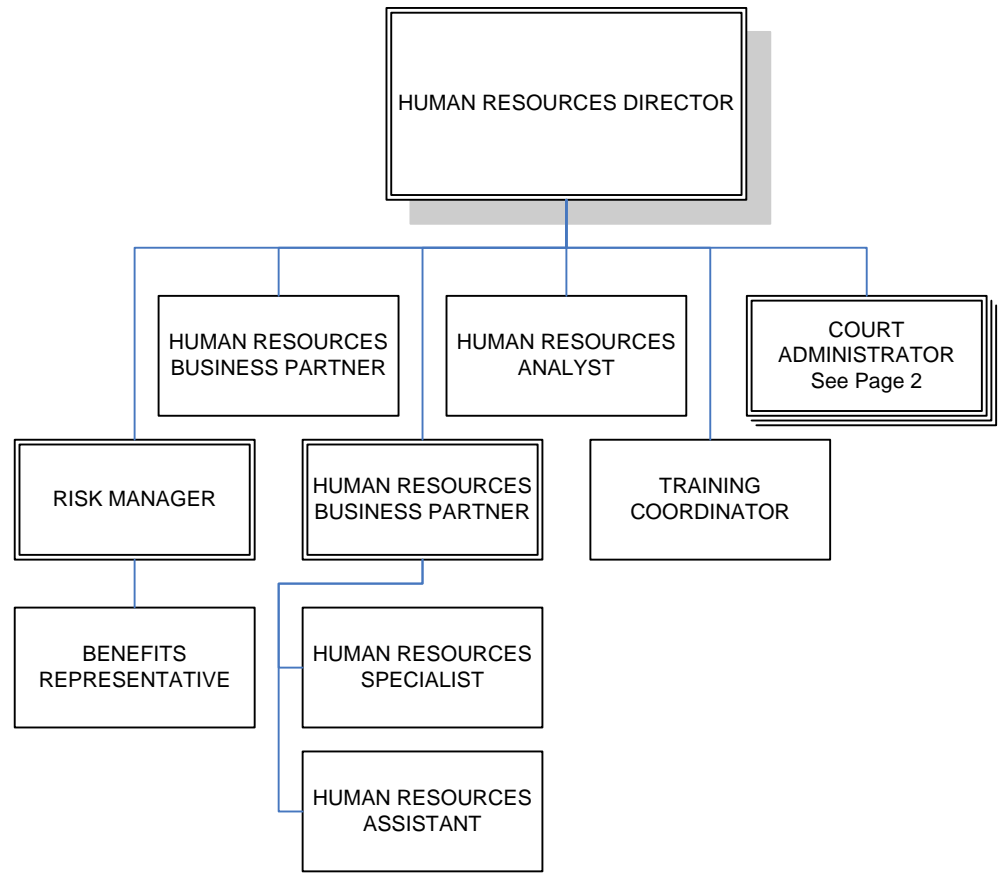 HUMAN RESOURCES DIRECTOR
HUMAN RESOURCES
BUSINESS PARTNER
HUMAN RESOURCES
ANALYST
COURT
ADMINISTRATOR
See Page 2
RISK MANAGER
HUMAN RESOURCES
BUSINESS PARTNER
TRAINING
COORDINATOR
BENEFITS
REPRESENTATIVE
HUMAN RESOURCES
SPECIALIST
HUMAN RESOURCES
ASSISTANT